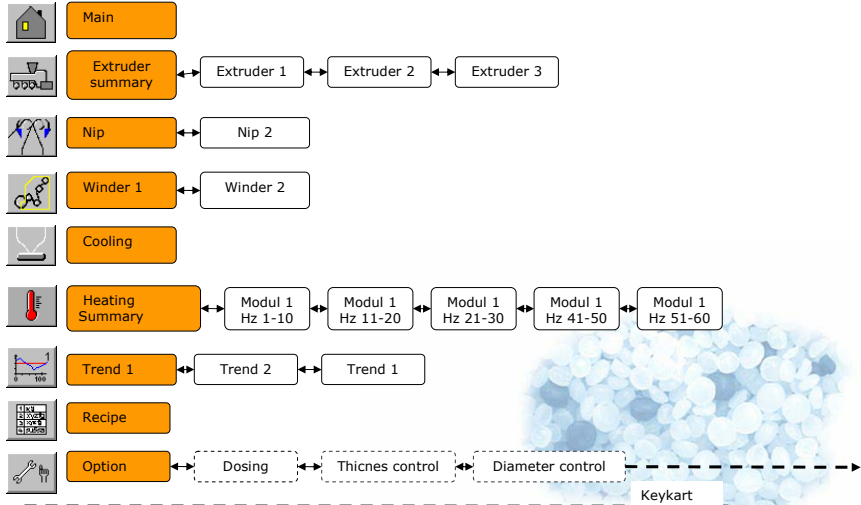 Main
Extruder summary
Extruder 1
Extruder 2
Extruder 3
Nip
Nip 2
Winder 1
Winder 2
Cooling
Heating
Summary
Modul 1
Hz 1-10
Modul 1
Hz 11-20
Modul 1
Hz 21-30
Modul 1
Hz 41-50
Modul 1
Hz 51-60
1
0 100
Trend 1
Trend 2
Trend 1
Recipe
Option
Dosing
Thicnes control
Diameter control
Keykart